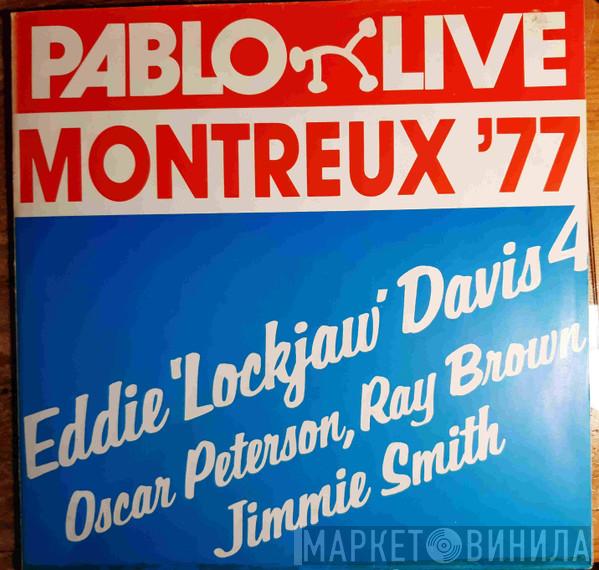 PABLO LIVE
MONTREUX '77
Eddie 'Lockjaw' Davis 4
Oscar Peterson, Ray Brown
Jimmie Smith
МАРКЕТ ВИНИЛА